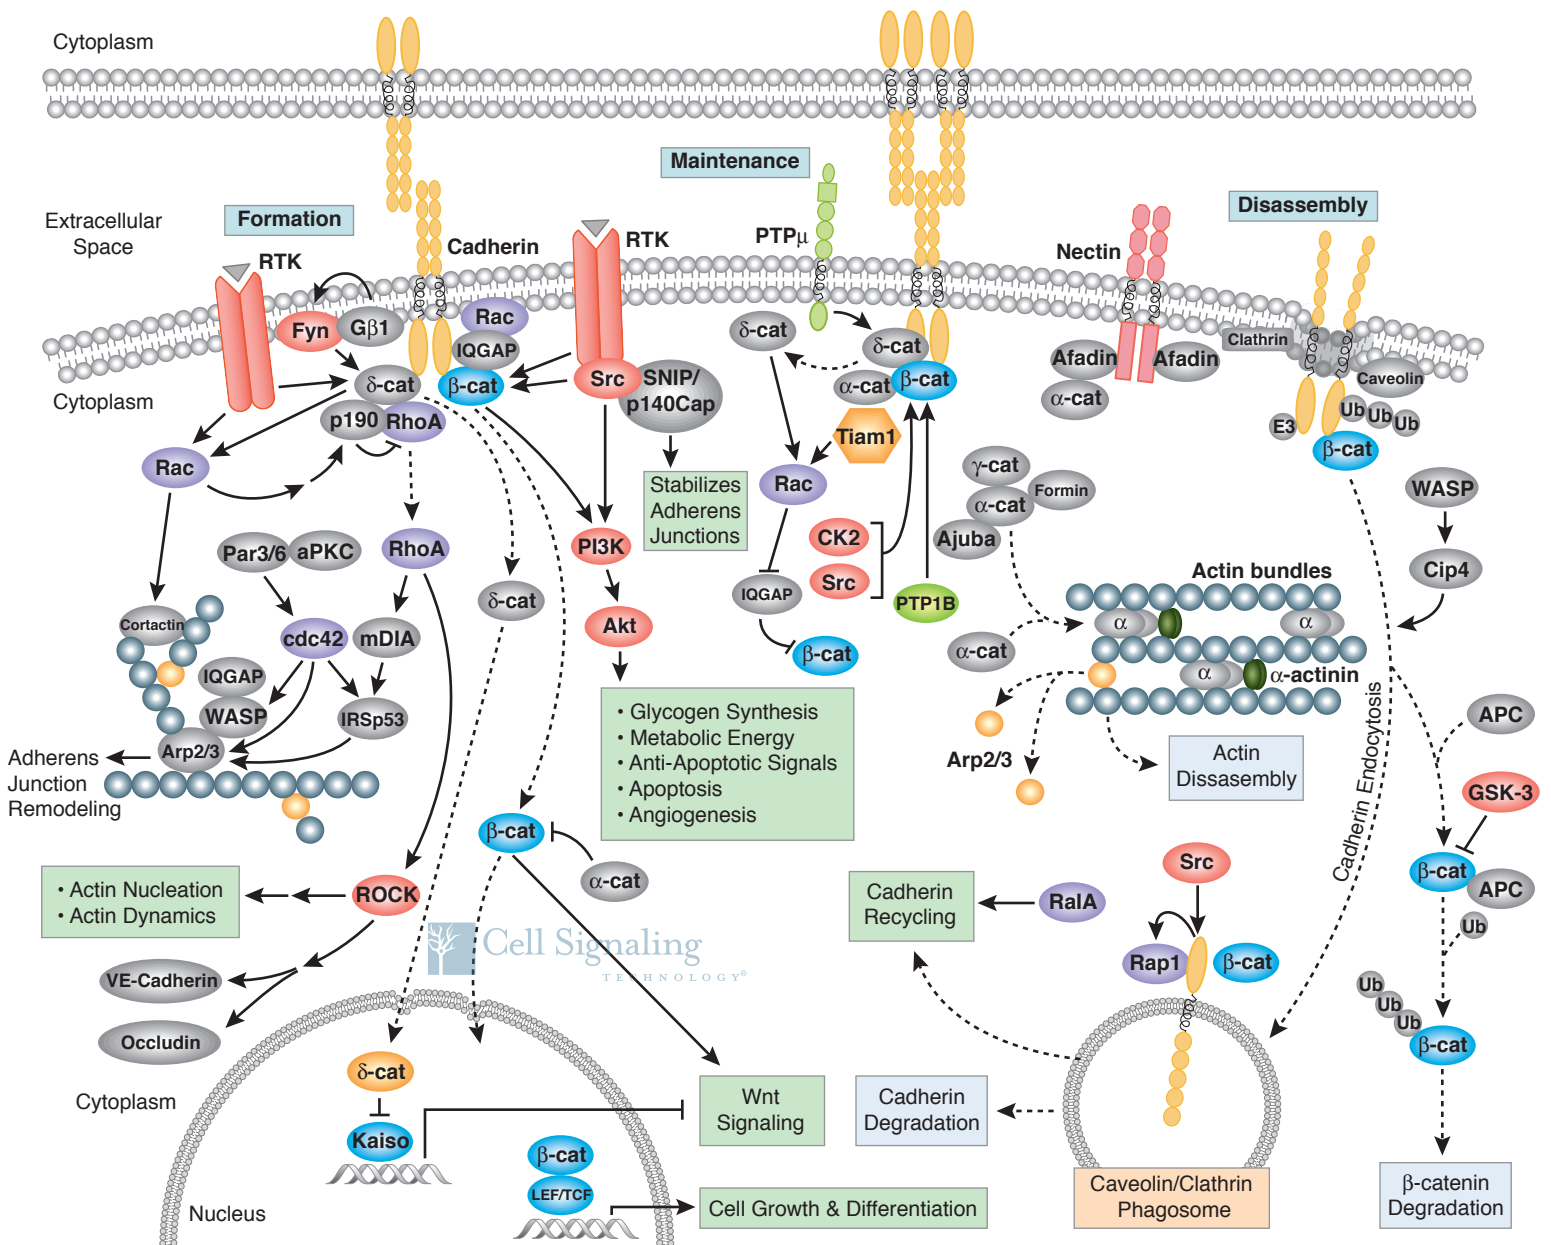 Cytoplasm
Maintenance
Extracellular
Space
Formation
Disassembly
RTK
Cadherin
RTK
PTPμ
Nectin
Fyn
Gβ1
Rac
IQGAP
δ-cat
β-cat
Src
SNIP/
p140Cap
p190
RhoA
Cytoplasm
Rac
δ-cat
δ-cat
α-cat
β-cat
Tiam1
Rac
Stabilizes
Adherens
Junctions
Afadin
Afadin
α-cat
Clathrin
Caveolin
E3
Ub
Ub
Ub
β-cat
γ-cat
α-cat
Formin
Ajuba
WASP
Cip4
Par3/6
aPKC
RhoA
PI3K
CK2
Src
IQGAP
PTP1B
δ-cat
Akt
β-cat
α-cat
Actin bundles
α
α
α
α-actinin
Cortactin
cdc42
mDIA
IQGAP
WASP
IRSp53
Arp2/3
Adherens
Junction
Remodeling
• Glycogen Synthesis
• Metabolic Energy
• Anti-Apoptotic Signals
• Apoptosis
• Angiogenesis
Arp2/3
Actin
Dissasembly
Cadherin Endocytosis
APC
GSK-3
β-cat
APC
Ub
β-cat
α-cat
• Actin Nucleation
• Actin Dynamics
ROCK
VE-Cadherin
Occludin
Cell Signaling
TECHNOLOGY®
Cadherin
Recycling
RalA
Src
Rap1
β-cat
Ub
Ub
Ub
β-cat
Cytoplasm
δ-cat
Kaiso
Wnt
Signaling
Cadherin
Degradation
β-cat
LEF/TCF
Cell Growth & Differentiation
Nucleus
Caveolin/Clathrin
Phagosome
β-catenin
Degradation